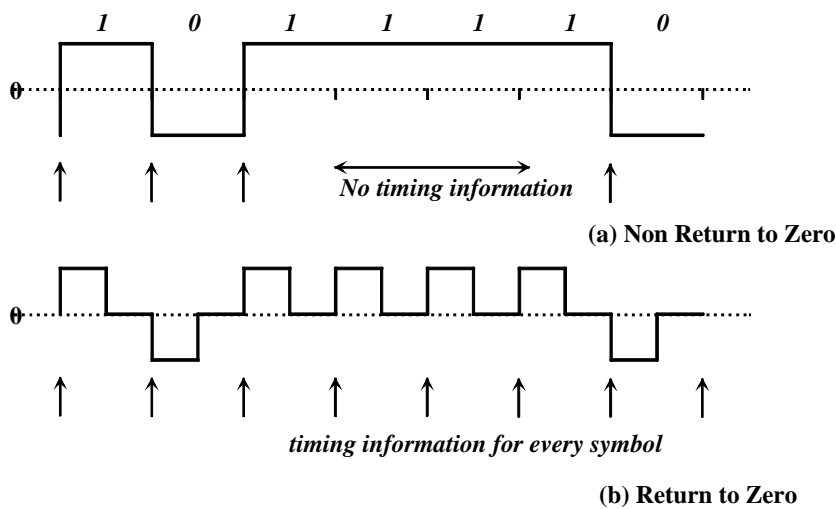 1 0 1 1 1 1 0
0
No timing information
(a) Non Return to Zero
0
timing information for every symbol
(b) Return to Zero